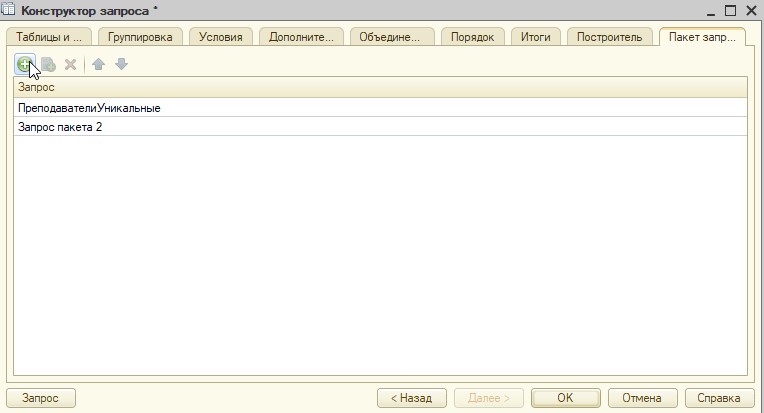 Конструктор запроса *
Таблицы и ... Группировка Условия Дополните... Объедине... Порядок Итоги Построитель Пакет запр...
Запрос
ПреподавателиУникальные
Запрос пакета 2
Запрос < Назад Далее > OK Отмена Справка